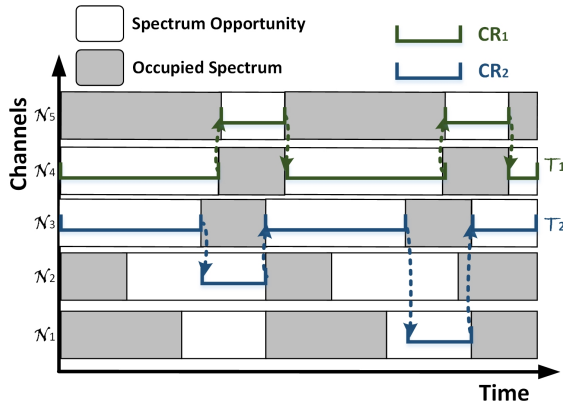 Spectrum Opportunity
CR1
Occupied Spectrum
CR2
Channels
𝒩5
𝒩4
𝒯1
𝒩3
𝒯2
𝒩2
𝒩1
Time